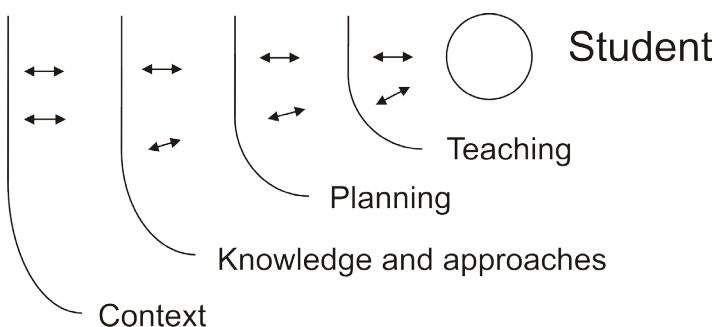 Student
Teaching
Planning
Knowledge and approaches
Context